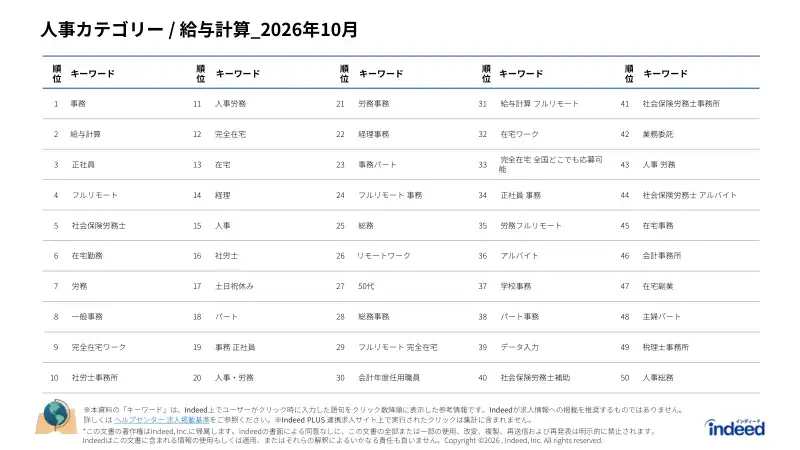 人事カテゴリー / 給与計算_2026年10月
順位 キーワード 順位 キーワード 順位 キーワード 順位 キーワード 順位 キーワード
1 事務 11 人事労務 21 労務事務 31 給与計算 フルリモート 41 社会保険労務士事務所
2 給与計算 12 完全在宅 22 経理事務 32 在宅ワーク 42 業務委託
3 正社員 13 在宅 23 事務パート 33 完全在宅 全国どこでも応募可能 43 人事 労務
4 フルリモート 14 経理 24 フルリモート 事務 34 正社員 事務 44 社会保険労務士 アルバイト
5 社会保険労務士 15 人事 25 総務 35 労務フルリモート 45 在宅事務
6 在宅勤務 16 社労士 26 リモートワーク 36 アルバイト 46 会計事務所
7 労務 17 土日祝休み 27 50代 37 学校事務 47 在宅副業
8 一般事務 18 パート 28 総務事務 38 パート事務 48 主婦パート
9 完全在宅ワーク 19 事務 正社員 29 フルリモート 完全在宅 39 データ入力 49 税理士事務所
10 社労士事務所 20 人事・労務 30 会計年度任用職員 40 社会保険労務士補助 50 人事総務
※本資料の「キーワード」は、Indeed上でユーザーがクリック時に入力した語句をクリック数降順に表示した参考情報です。Indeedが求人情報への掲載を推奨するものではありません。
詳しくは ヘルプセンター 求人掲載基準をご参照ください。※Indeed PLUS 連携求人サイト上で実行されたクリックは集計に含まれません。
*この文書の著作権はIndeed, Inc.に帰属します。Indeedの書面による同意なしに、この文書の全部または一部の使用、改変、複製、再送信および再発表は明示的に禁止されます。
Indeedはこの文書に含まれる情報の使用もしくは適用、またはそれらの解釈によるいかなる責任も負いません。Copyright ©2026 , Indeed, Inc. All rights reserved.
インディード
indeed